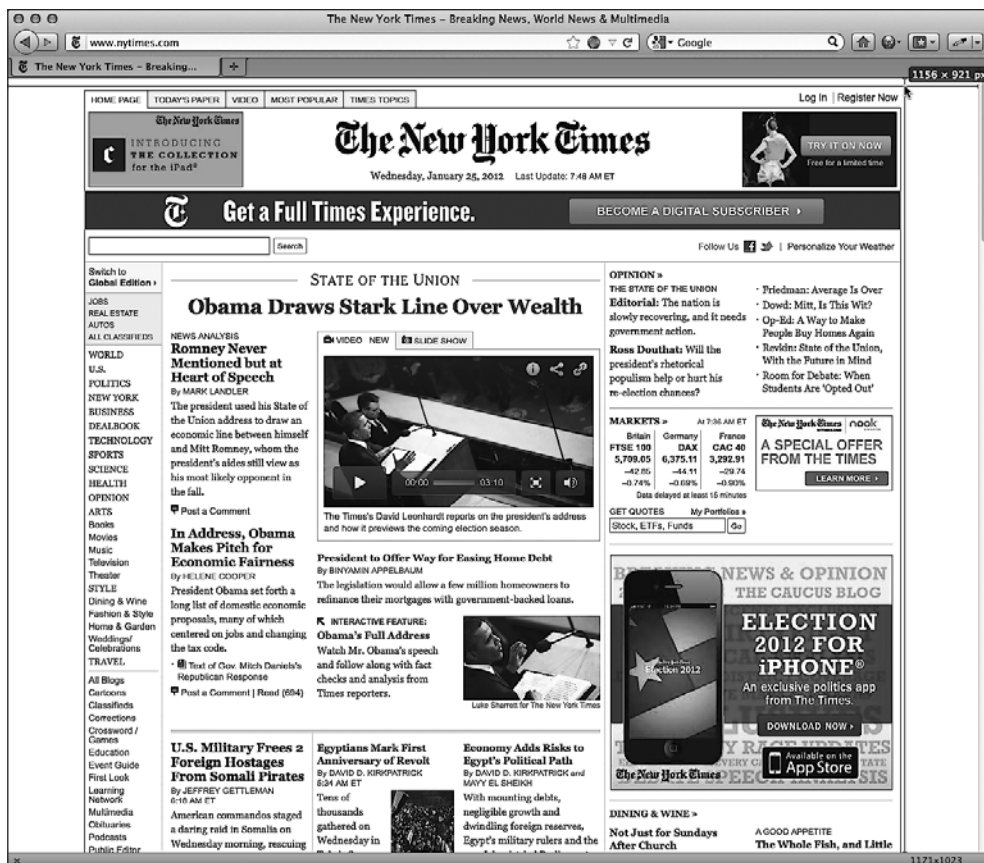 The New York Times – Breaking News, World News & Multimedia
www.nytimes.com
Google
The New York Times – Breaking...
1156 × 921 px
HOME PAGE
TODAY'S PAPER
VIDEO
MOST POPULAR
TIMES TOPICS
Log In
Register Now
The New York Times
INTRODUCING
THE COLLECTION
for the iPad®
The New York Times
Wednesday, January 25, 2012 Last Update: 7:48 AM ET
TRY IT ON NOW
Free for a limited time
Get a Full Times Experience.
BECOME A DIGITAL SUBSCRIBER
Search
Follow Us
Personalize Your Weather
Switch to
Global Edition
JOBS
REAL ESTATE
AUTOS
ALL CLASSIFIEDS
WORLD
U.S.
POLITICS
NEW YORK
BUSINESS
DEALBOOK
TECHNOLOGY
SPORTS
SCIENCE
HEALTH
OPINION
ARTS
Books
Movies
Music
Television
Theater
STYLE
Dining & Wine
Fashion & Style
Home & Garden
Weddings/
Celebrations
TRAVEL
All Blogs
Cartoons
Classifieds
Corrections
Crossword /
Games
Education
Event Guide
First Look
Learning
Network
Multimedia
Obituaries
Podcasts
Public Editor
STATE OF THE UNION
Obama Draws Stark Line Over Wealth
NEWS ANALYSIS
Romney Never
Mentioned but at
Heart of Speech
By MARK LANDLER
The president used his State of
the Union address to draw an
economic line between himself
and Mitt Romney, whom the
president's aides still view as
his most likely opponent in
the fall.
Post a Comment
In Address, Obama
Makes Pitch for
Economic Fairness
By HELENE COOPER
President Obama set forth a
long list of domestic economic
proposals, many of which
centered on jobs and changing
the tax code.
Text of Gov. Mitch Daniels's
Republican Response
Post a Comment | Read (694)
VIDEO NEW
SLIDE SHOW
00:00
03:10
The Times's David Leonhardt reports on the president's address
and how it previews the coming election season.
President to Offer Way for Easing Home Debt
By BINYAMIN APPELBAUM
The legislation would allow a few million homeowners to
refinance their mortgages with government-backed loans.
INTERACTIVE FEATURE:
Obama's Full Address
Watch Mr. Obama's speech
and follow along with fact
checks and analysis from
Times reporters.
Luke Sharrett for The New York Times
U.S. Military Frees 2
Foreign Hostages
From Somali Pirates
By JEFFREY GETTLEMAN
6:18 AM ET
American commandos staged
a daring raid in Somalia on
Wednesday morning, rescuing
Egyptians Mark First
Anniversary of Revolt
By DAVID D. KIRKPATRICK
6:34 AM ET
Tens of
thousands
gathered on
Wednesday in
Economy Adds Risks to
Egypt's Political Path
By DAVID D. KIRKPATRICK and
MAYY EL SHEIKH
With mounting debts,
negligible growth and
dwindling foreign reserves,
Egypt's military rulers and the
OPINION »
THE STATE OF THE UNION
Editorial: The nation is
slowly recovering, and it needs
government action.
Ross Douthat: Will the
president's rhetorical
populism help or hurt his
re-election chances?
Friedman: Average Is Over
Dowd: Mitt, Is This Wit?
Op-Ed: A Way to Make
People Buy Homes Again
Revkin: State of the Union,
With the Future in Mind
Room for Debate: When
Students Are 'Opted Out'
MARKETS »
At 7:36 AM ET
Britain Germany France
FTSE 100 DAX CAC 40
5,709.05 6,375.11 3,292.91
–42.85 –44.11 –29.74
–0.74% –0.69% –0.90%
Data delayed at least 15 minutes
GET QUOTES
My Portfolios »
Stock, ETFs, Funds
Go
The New York Times nook
A SPECIAL OFFER
FROM THE TIMES
LEARN MORE
NEWS & OPINION
THE CAUCUS BLOG
Election 2012
ELECTION
2012 FOR
iPHONE®
An exclusive politics app
from The Times.
DOWNLOAD NOW
Available on the
App Store
The New York Times
DINING & WINE »
Not Just for Sundays
After Church
A GOOD APPETITE
The Whole Fish, and Little
1171x1023